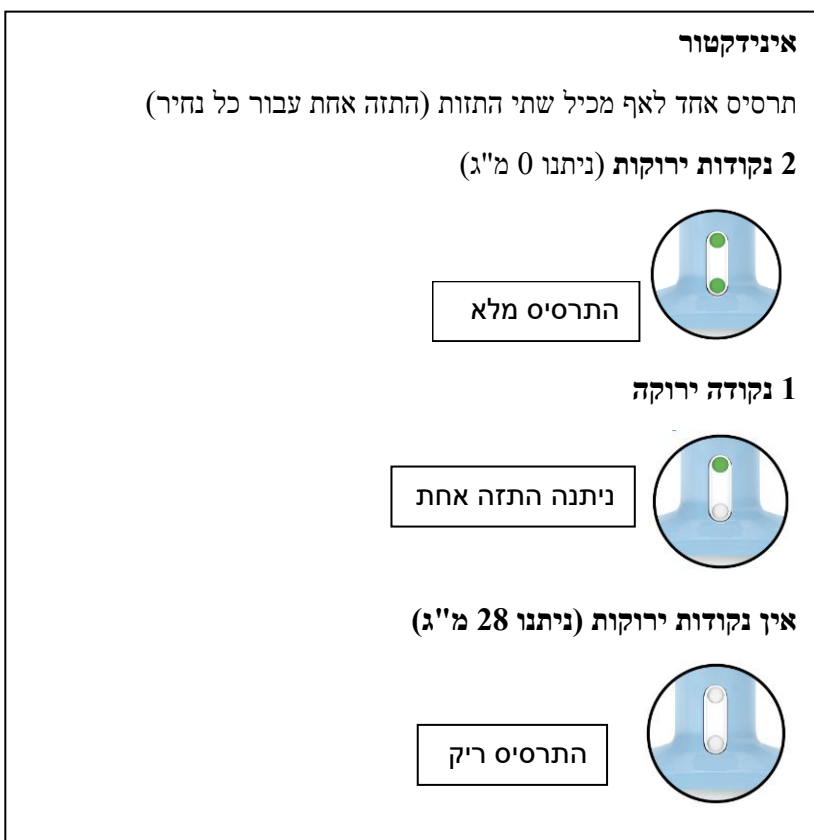 אינידקטור
תרסיס אחד לאף מכיל שתי התזות (התזה אחת עבור כל נחיר)
2 נקודות ירוקות (ניתנו 0 מ"ג)
התרסיס מלא
1 נקודה ירוקה
ניתנה התזה אחת
אין נקודות ירוקות (ניתנו 28 מ"ג)
התרסיס ריק